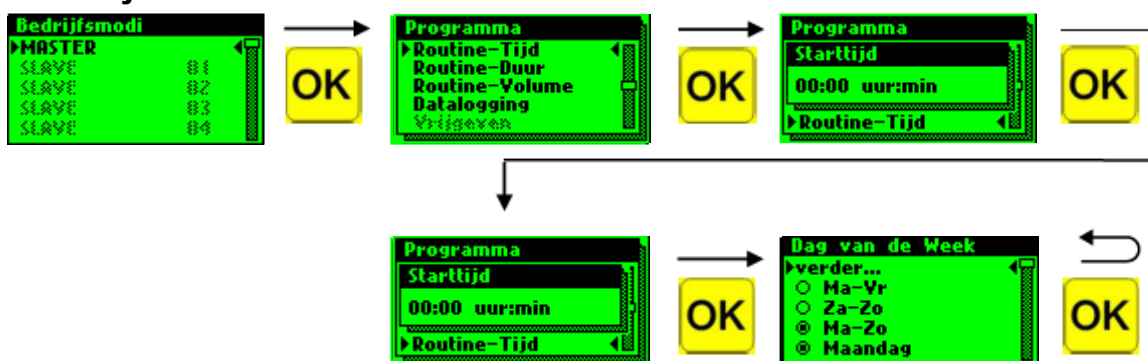 Bedrijfsmodi
MASTER
SLAVE 01
SLAVE 02
SLAVE 03
SLAVE 04
OK
Programma
Routine-Tijd
Routine-Duur
Routine-Volume
Datalogging
Vrijgeven
OK
Programma
Starttijd
00:00 uur:min
Routine-Tijd
OK
Programma
Starttijd
00:00 uur:min
Routine-Tijd
OK
Dag van de Week
verder...
Ma-Vr
Za-Zo
Ma-Zo
Maandag
OK